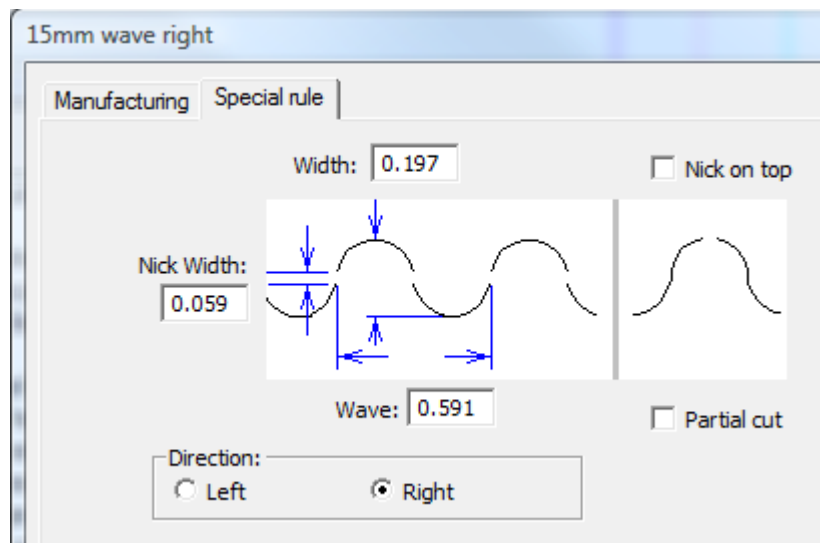 15mm wave right
Manufacturing
Special rule
Width: 0.197
Nick on top
Nick Width:
0.059
Wave: 0.591
Partial cut
Direction:
Left
Right